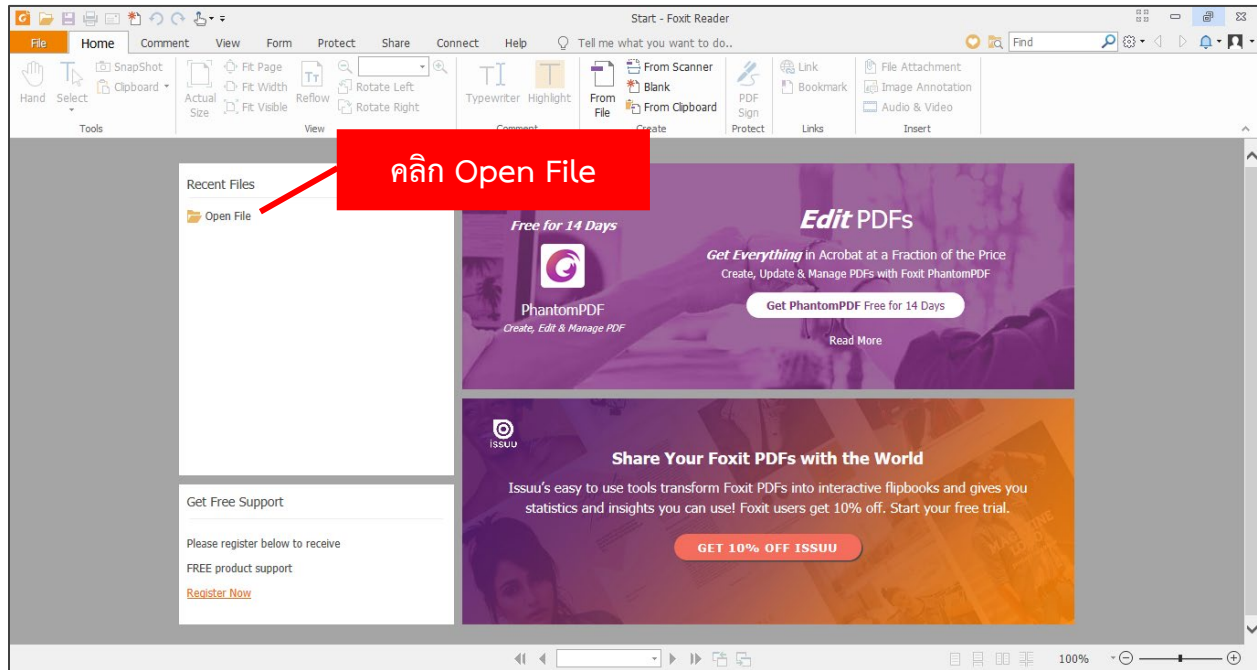 Start - Foxit Reader
File Home Comment View Form Protect Share Connect Help Tell me what you want to do.. Find
Hand
Select
SnapShot
Clipboard
Tools
Actual Size
Fit Page
Fit Width
Fit Visible
Reflow
Rotate Left
Rotate Right
View
Typewriter
Highlight
Comment
From File
From Scanner
Blank
From Clipboard
Create
PDF Sign
Protect
Link
Bookmark
Links
File Attachment
Image Annotation
Audio & Video
Insert
คลิก Open File
Recent Files
Open File
Free for 14 Days
PhantomPDF
Create, Edit & Manage PDF
Edit PDFs
Get Everything in Acrobat at a Fraction of the Price
Create, Update & Manage PDFs with Foxit PhantomPDF
Get PhantomPDF Free for 14 Days
Read More
issuu
Share Your Foxit PDFs with the World
Issuu's easy to use tools transform Foxit PDFs into interactive flipbooks and gives you
statistics and insights you can use! Foxit users get 10% off. Start your free trial.
GET 10% OFF ISSUU
Get Free Support
Please register below to receive
FREE product support
Register Now
100%